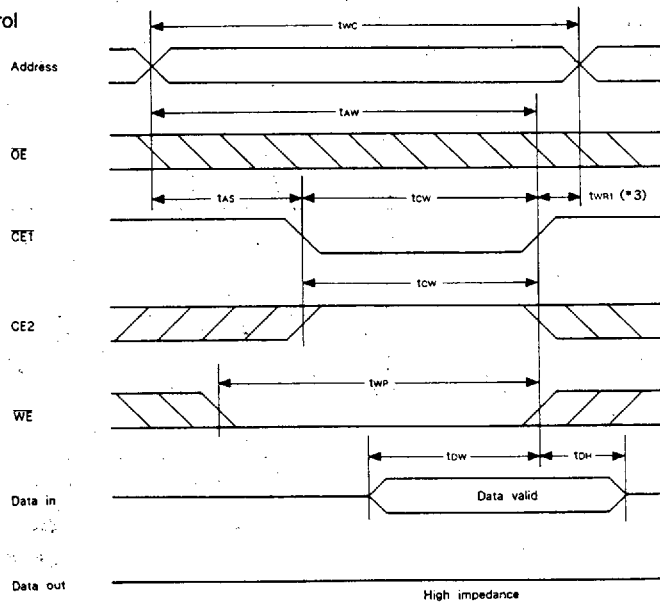 rol
twc
Address
tAW
OE
tAS
tcw
twR1 (*3)
CE1
tcw
CE2
twP
WE
tDW
tDH
Data in
Data valid
Data out
High impedance